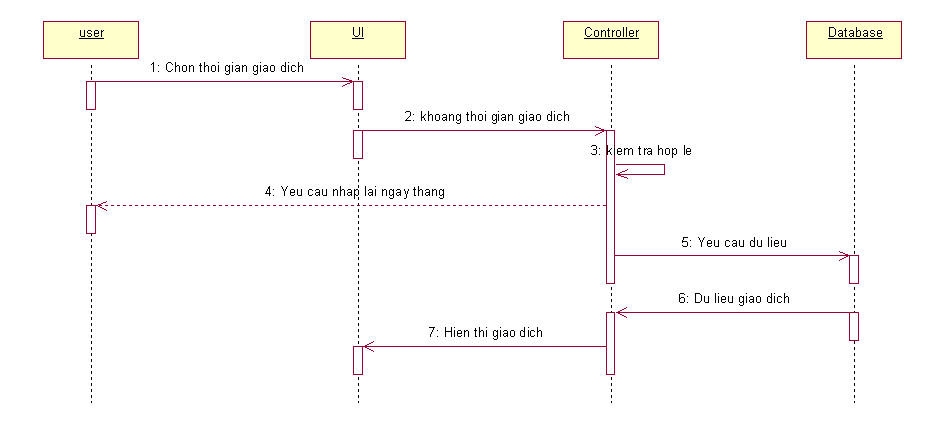 user
UI
Controller
Database
1: Chon thoi gian giao dich
2: khoang thoi gian giao dich
3: kiem tra hop le
4: Yeu cau nhap lai ngay thang
5: Yeu cau du lieu
6: Du lieu giao dich
7: Hien thi giao dich